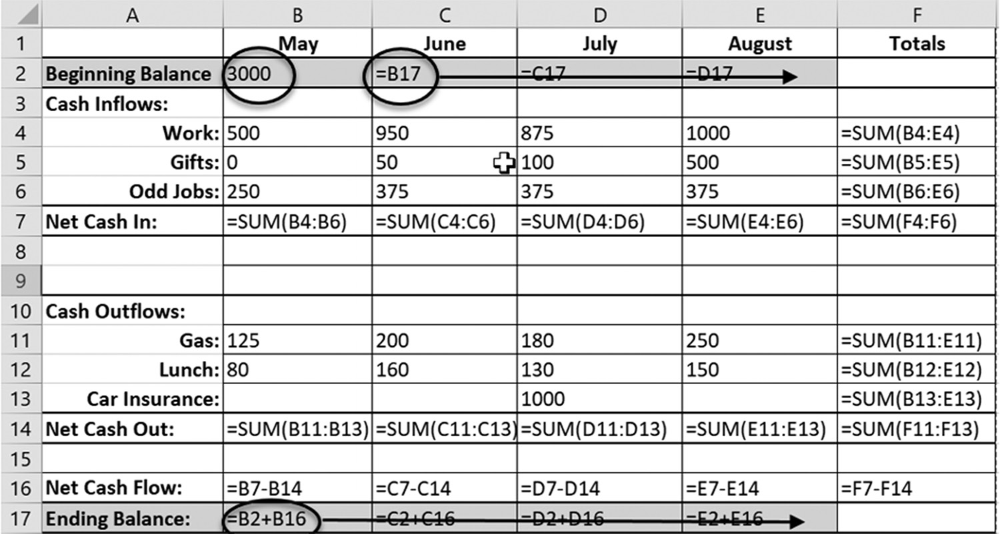 A B C D E F
1 May June July August Totals
2 Beginning Balance 3000 =B17 =C17 =D17
3 Cash Inflows:
4 Work: 500 950 875 1000 =SUM(B4:E4)
5 Gifts: 0 50 100 500 =SUM(B5:E5)
6 Odd Jobs: 250 375 375 375 =SUM(B6:E6)
7 Net Cash In: =SUM(B4:B6) =SUM(C4:C6) =SUM(D4:D6) =SUM(E4:E6) =SUM(F4:F6)
8
9
10 Cash Outflows:
11 Gas: 125 200 180 250 =SUM(B11:E11)
12 Lunch: 80 160 130 150 =SUM(B12:E12)
13 Car Insurance: 1000 =SUM(B13:E13)
14 Net Cash Out: =SUM(B11:B13) =SUM(C11:C13) =SUM(D11:D13) =SUM(E11:E13) =SUM(F11:F13)
15
16 Net Cash Flow: =B7-B14 =C7-C14 =D7-D14 =E7-E14 =F7-F14
17 Ending Balance: =B2+B16 =C2+C16 =D2+D16 =E2+E16